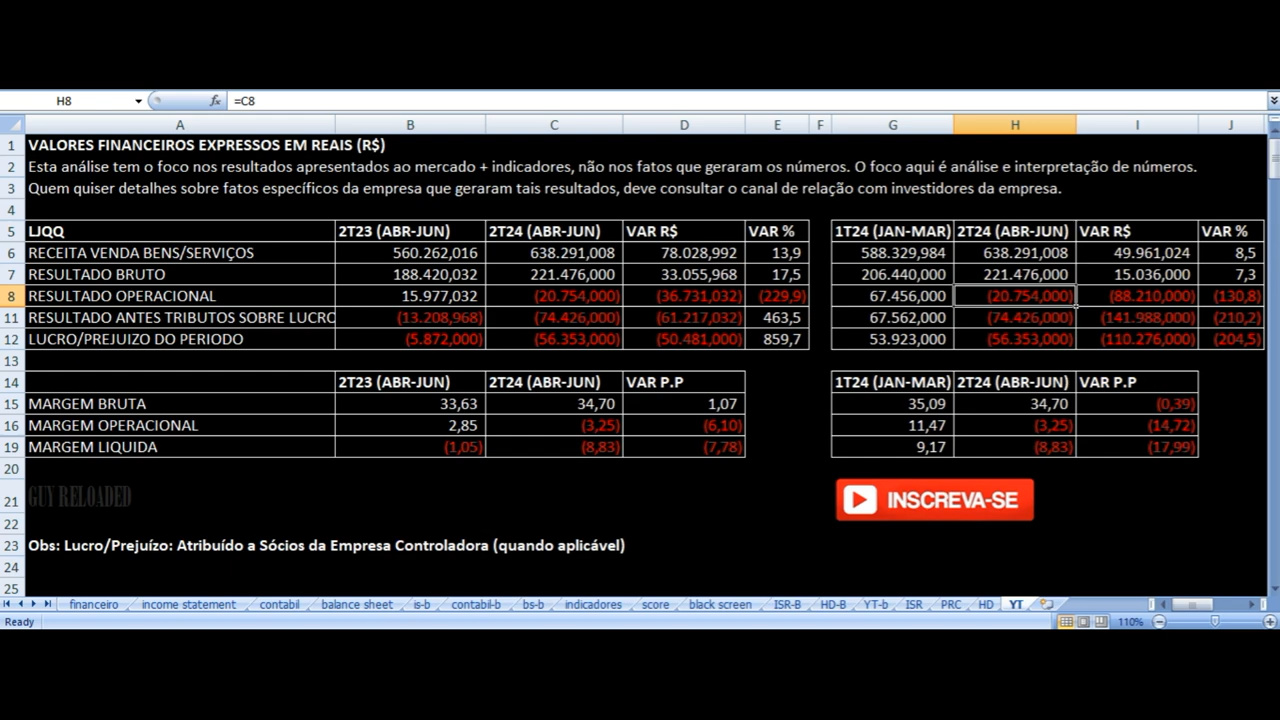 H8 fx =C8
A B C D E F G H I J
1 VALORES FINANCEIROS EXPRESSOS EM REAIS (R$)
2 Esta análise tem o foco nos resultados apresentados ao mercado + indicadores, não nos fatos que geraram os números. O foco aqui é análise e interpretação de números.
3 Quem quiser detalhes sobre fatos específicos da empresa que geraram tais resultados, deve consultar o canal de relação com investidores da empresa.
4
5 LJQQ 2T23 (ABR-JUN) 2T24 (ABR-JUN) VAR R$ VAR % 1T24 (JAN-MAR) 2T24 (ABR-JUN) VAR R$ VAR %
6 RECEITA VENDA BENS/SERVIÇOS 560.262,016 638.291,008 78.028,992 13,9 588.329,984 638.291,008 49.961,024 8,5
7 RESULTADO BRUTO 188.420,032 221.476,000 33.055,968 17,5 206.440,000 221.476,000 15.036,000 7,3
8 RESULTADO OPERACIONAL 15.977,032 (20.754,000) (36.731,032) (229,9) 67.456,000 (20.754,000) (88.210,000) (130,8)
11 RESULTADO ANTES TRIBUTOS SOBRE LUCRO (13.208,968) (74.426,000) (61.217,032) 463,5 67.562,000 (74.426,000) (141.988,000) (210,2)
12 LUCRO/PREJUIZO DO PERIODO (5.872,000) (56.353,000) (50.481,000) 859,7 53.923,000 (56.353,000) (110.276,000) (204,5)
13
14 2T23 (ABR-JUN) 2T24 (ABR-JUN) VAR P.P 1T24 (JAN-MAR) 2T24 (ABR-JUN) VAR P.P
15 MARGEM BRUTA 33,63 34,70 1,07 35,09 34,70 (0,39)
16 MARGEM OPERACIONAL 2,85 (3,25) (6,10) 11,47 (3,25) (14,72)
19 MARGEM LIQUIDA (1,05) (8,83) (7,78) 9,17 (8,83) (17,99)
20
21 GUY RELOADED INSCREVA-SE
22
23 Obs: Lucro/Prejuízo: Atribuído a Sócios da Empresa Controladora (quando aplicável)
24
25
financeiro income statement contabil balance sheet is-b contabil-b bs-b indicadores score black screen ISR-B HD-B YT-b ISR PRC HD YT
Ready 110%